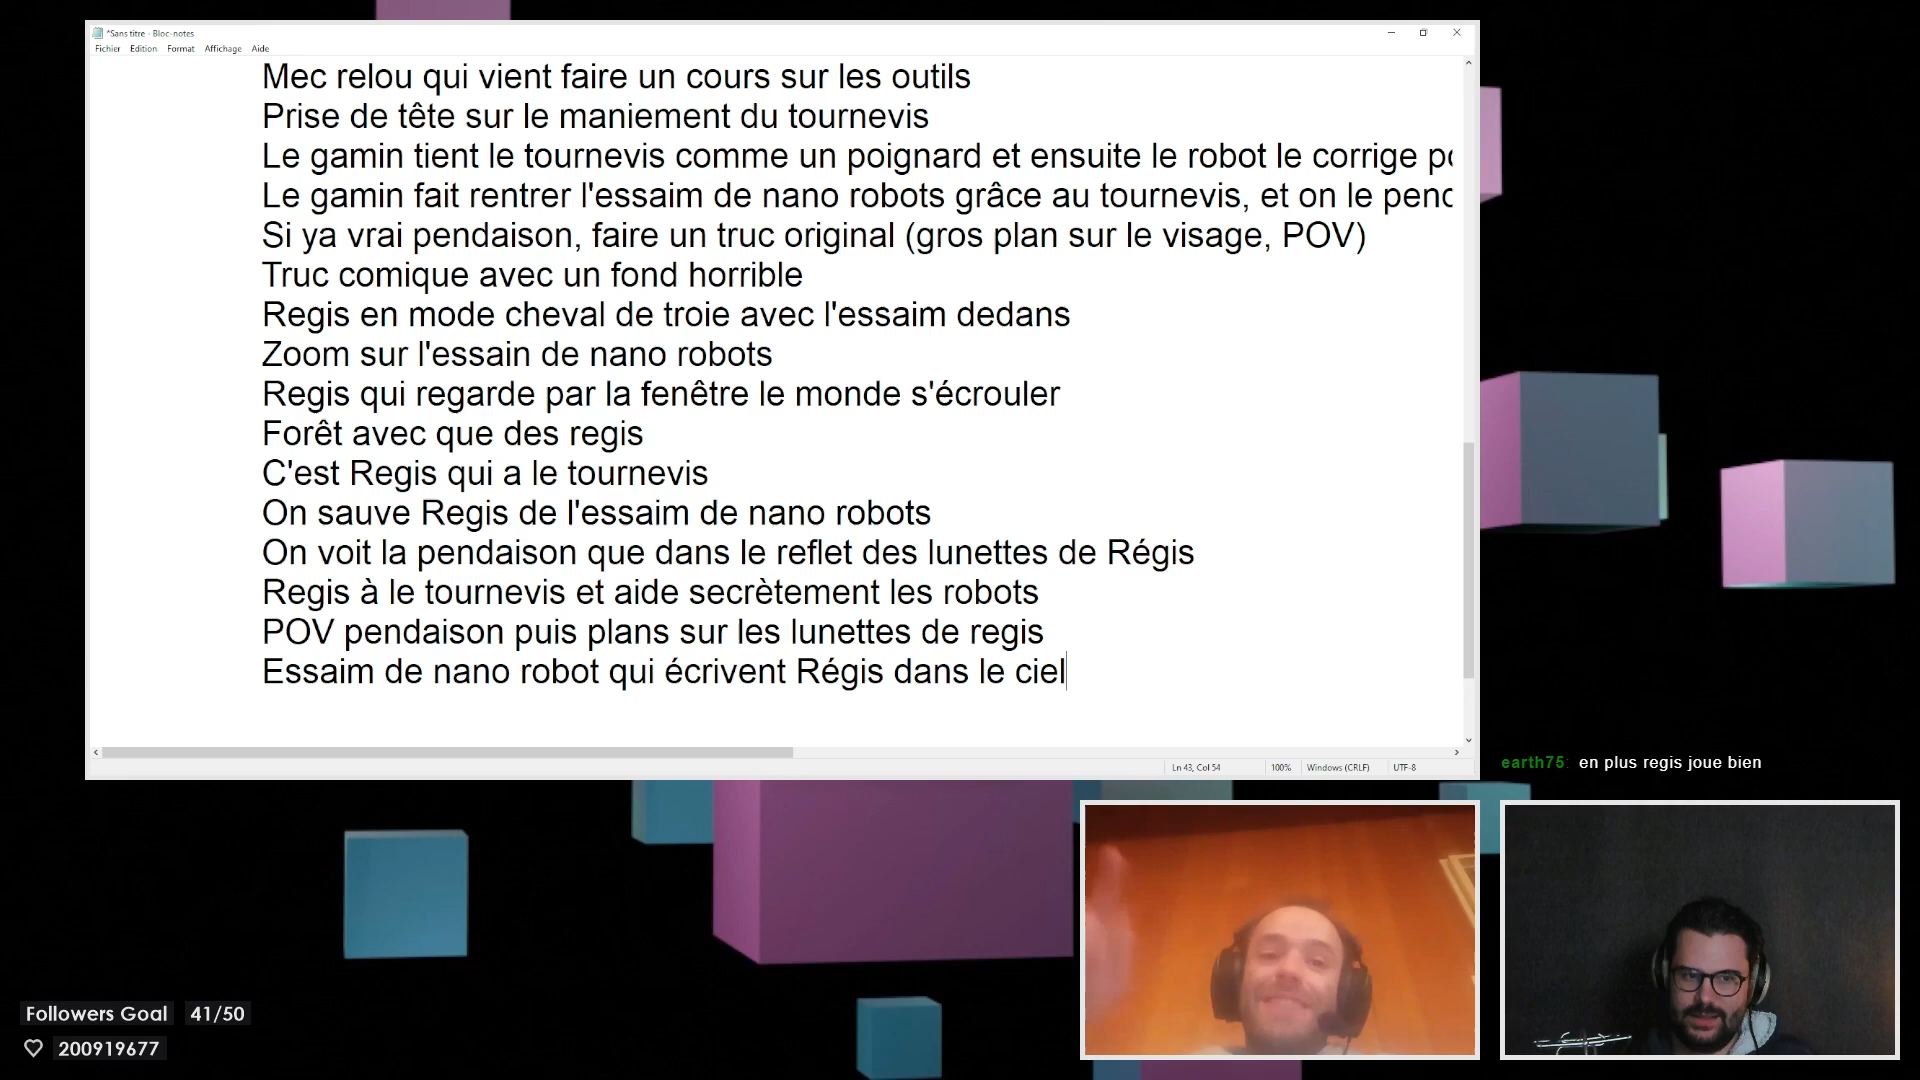 *Sans titre - Bloc-notes
Fichier Edition Format Affichage Aide
Mec relou qui vient faire un cours sur les outils
Prise de tête sur le maniement du tournevis
Le gamin tient le tournevis comme un poignard et ensuite le robot le corrige
Le gamin fait rentrer l'essaim de nano robots grâce au tournevis, et on le
Si ya vrai pendaison, faire un truc original (gros plan sur le visage, POV)
Truc comique avec un fond horrible
Regis en mode cheval de troie avec l'essaim dedans
Zoom sur l'essain de nano robots
Regis qui regarde par la fenêtre le monde s'écrouler
Forêt avec que des regis
C'est Regis qui a le tournevis
On sauve Regis de l'essaim de nano robots
On voit la pendaison que dans le reflet des lunettes de Régis
Regis à le tournevis et aide secrètement les robots
POV pendaison puis plans sur les lunettes de regis
Essaim de nano robot qui écrivent Régis dans le ciel
Ln 43, Col 54 100% Windows (CRLF) UTF-8
earth75: en plus regis joue bien
Followers Goal 41/50
200919677